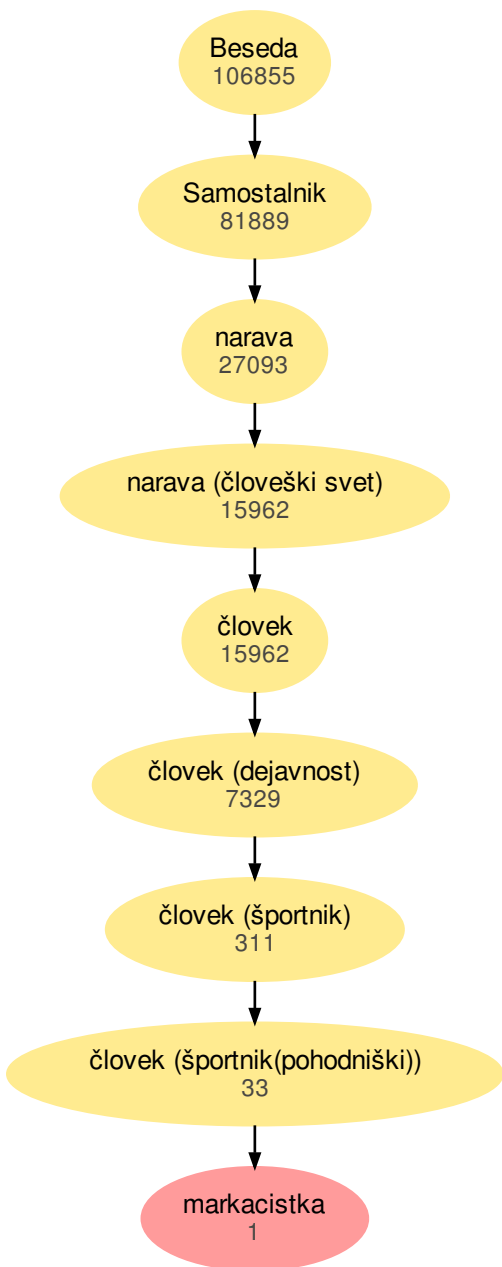 Beseda
106855
Samostalnik
81889
narava
27093
narava (človeški svet)
15962
človek
15962
človek (dejavnost)
7329
človek (športnik)
311
človek (športnik(pohodniški))
33
markacistka
1